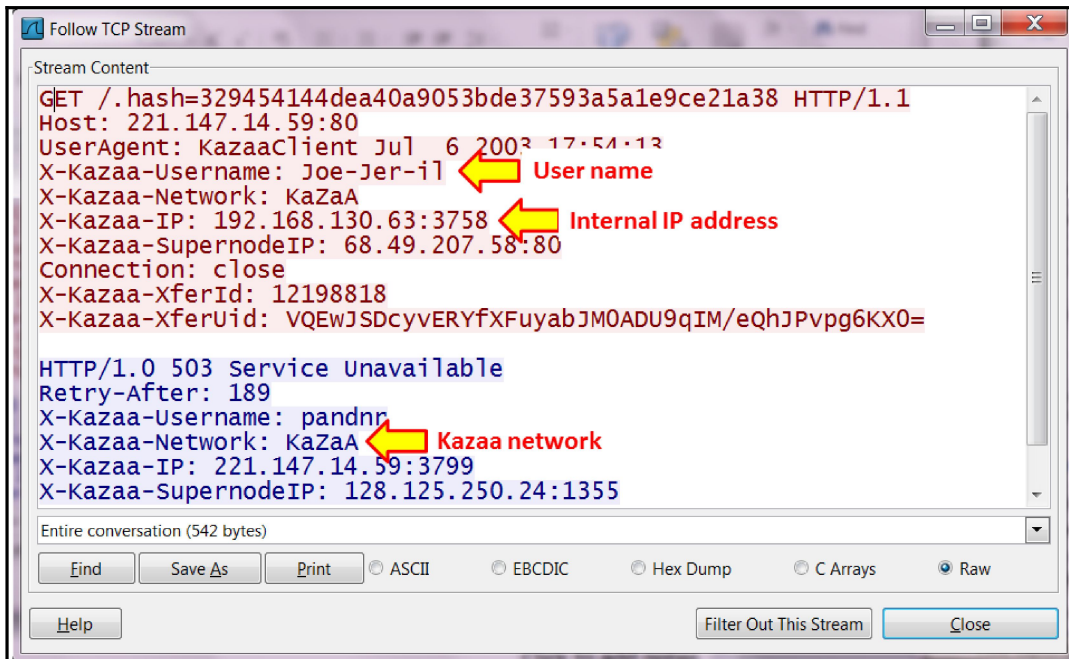 Follow TCP Stream
Stream Content
GET /.hash=329454144dea40a9053bde37593a5a1e9ce21a38 HTTP/1.1
Host: 221.147.14.59:80
UserAgent: KazaaClient Jul 6 2003 17:54:13
X-Kazaa-Username: Joe-Jer-il
User name
X-Kazaa-Network: KaZaA
X-Kazaa-IP: 192.168.130.63:3758
Internal IP address
X-Kazaa-SupernodeIP: 68.49.207.58:80
Connection: close
X-Kazaa-XferId: 12198818
X-Kazaa-XferUid: VQEwJSDcyvERYfXFuyabJM0ADU9qIM/eQhJPvpg6KX0=
HTTP/1.0 503 Service Unavailable
Retry-After: 189
X-Kazaa-Username: pandnr
X-Kazaa-Network: KaZaA
Kazaa network
X-Kazaa-IP: 221.147.14.59:3799
X-Kazaa-SupernodeIP: 128.125.250.24:1355
Entire conversation (542 bytes)
Find Save As Print ASCII EBCDIC Hex Dump C Arrays Raw
Help Filter Out This Stream Close